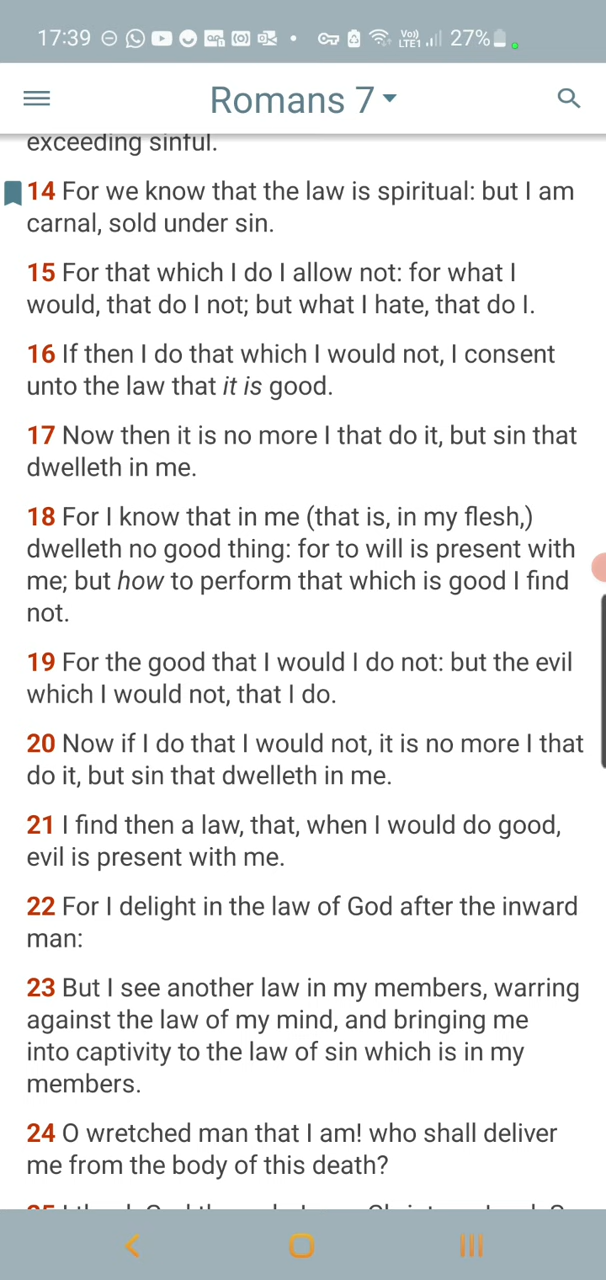 17:39
Vo)) LTE1
27%
Romans 7
exceeding sinful.
14 For we know that the law is spiritual: but I am
carnal, sold under sin.
15 For that which I do I allow not: for what I
would, that do I not; but what I hate, that do I.
16 If then I do that which I would not, I consent
unto the law that it is good.
17 Now then it is no more I that do it, but sin that
dwelleth in me.
18 For I know that in me (that is, in my flesh,)
dwelleth no good thing: for to will is present with
me; but how to perform that which is good I find
not.
19 For the good that I would I do not: but the evil
which I would not, that I do.
20 Now if I do that I would not, it is no more I that
do it, but sin that dwelleth in me.
21 I find then a law, that, when I would do good,
evil is present with me.
22 For I delight in the law of God after the inward
man:
23 But I see another law in my members, warring
against the law of my mind, and bringing me
into captivity to the law of sin which is in my
members.
24 O wretched man that I am! who shall deliver
me from the body of this death?